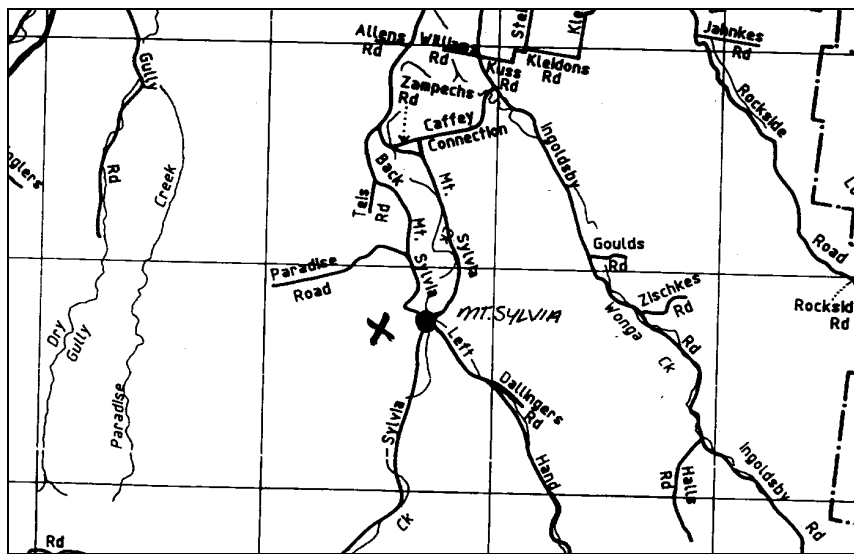 Allens
Rd
Williams
Rd
Kuss
Rd
Kleidons
Rd
Jahnkes
Rd
Gully
Rd
Zampechs
Rd
Caffey
Connection
Ingoldsby
Rockside
Road
Creek
Back
Mt.
Sylvia
Teis
Rd
Mt.
Sylvia
Goulds
Rd
Paradise
Road
Zischkes
Rd
Rockside
Rd
Wonga
Ck
Rd
MT.SYLVIA
Dry
Gully
Left
Hand
Dallingers
Rd
Paradise
Sylvia
Ck
Halls
Rd
Ingoldsby
Rd
Rd